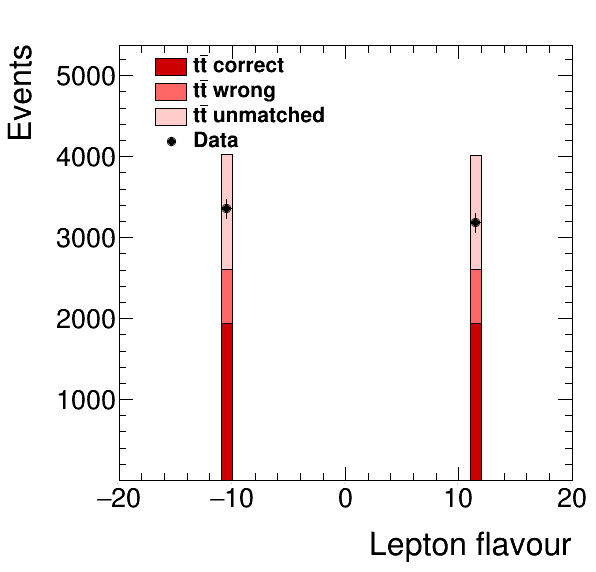 Events
5000
4000
3000
2000
1000
tt̄ correct
tt̄ wrong
tt̄ unmatched
Data
−20 −10 0 10 20
Lepton flavour